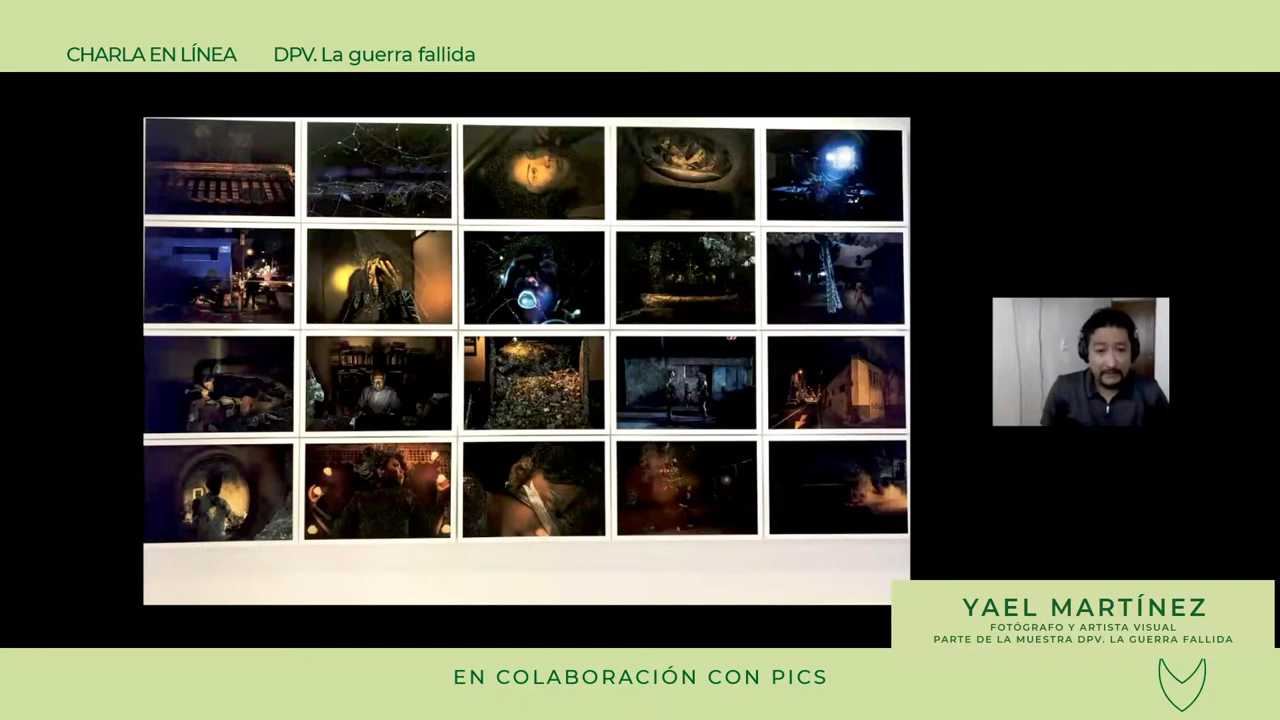 CHARLA EN LÍNEA DPV. La guerra fallida
YAEL MARTÍNEZ
FOTÓGRAFO Y ARTISTA VISUAL
PARTE DE LA MUESTRA DPV. LA GUERRA FALLIDA
EN COLABORACIÓN CON PICS